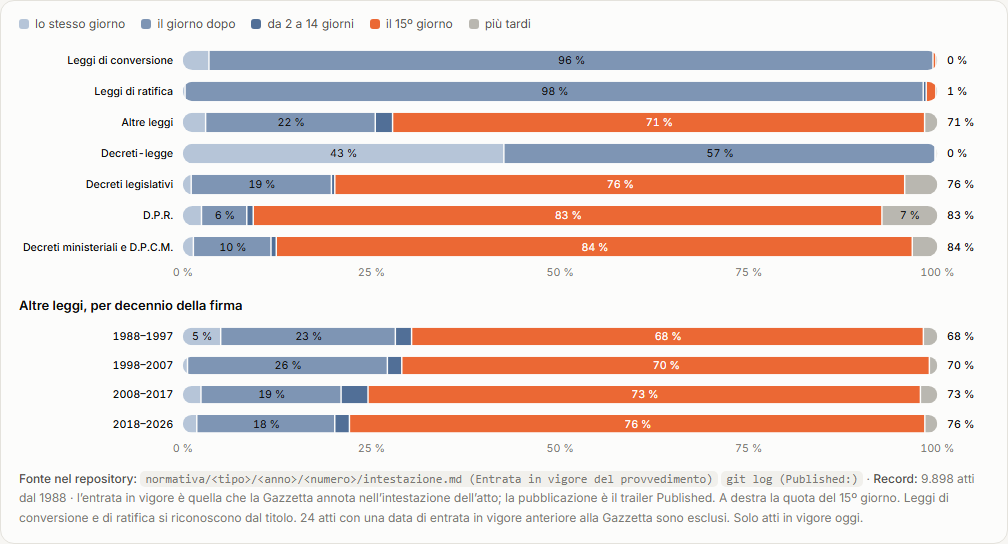 lo stesso giorno il giorno dopo da 2 a 14 giorni il 15º giorno più tardi
Leggi di conversione 96 % 0 %
Leggi di ratifica 98 % 1 %
Altre leggi 22 % 71 % 71 %
Decreti-legge 43 % 57 % 0 %
Decreti legislativi 19 % 76 % 76 %
D.P.R. 6 % 83 % 7 % 83 %
Decreti ministeriali e D.P.C.M. 10 % 84 % 84 %
0 % 25 % 50 % 75 % 100 %
Altre leggi, per decennio della firma
1988–1997 5 % 23 % 68 % 68 %
1998–2007 26 % 70 % 70 %
2008–2017 19 % 73 % 73 %
2018–2026 18 % 76 % 76 %
0 % 25 % 50 % 75 % 100 %
Fonte nel repository: normativa/<tipo>/<anno>/<numero>/intestazione.md (Entrata in vigore del provvedimento) git log (Published:) · Record: 9.898 atti
dal 1988 · l’entrata in vigore è quella che la Gazzetta annota nell’intestazione dell’atto; la pubblicazione è il trailer Published. A destra la quota del 15º giorno. Leggi di
conversione e di ratifica si riconoscono dal titolo. 24 atti con una data di entrata in vigore anteriore alla Gazzetta sono esclusi. Solo atti in vigore oggi.